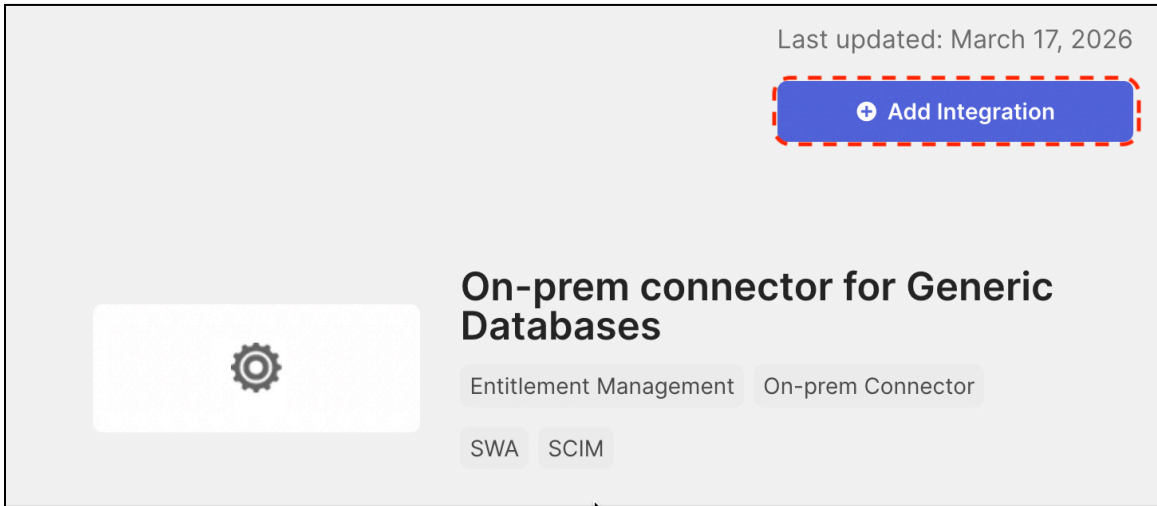 Last updated: March 17, 2026
Add Integration
On-prem connector for Generic
Databases
Entitlement Management On-prem Connector
SWA SCIM